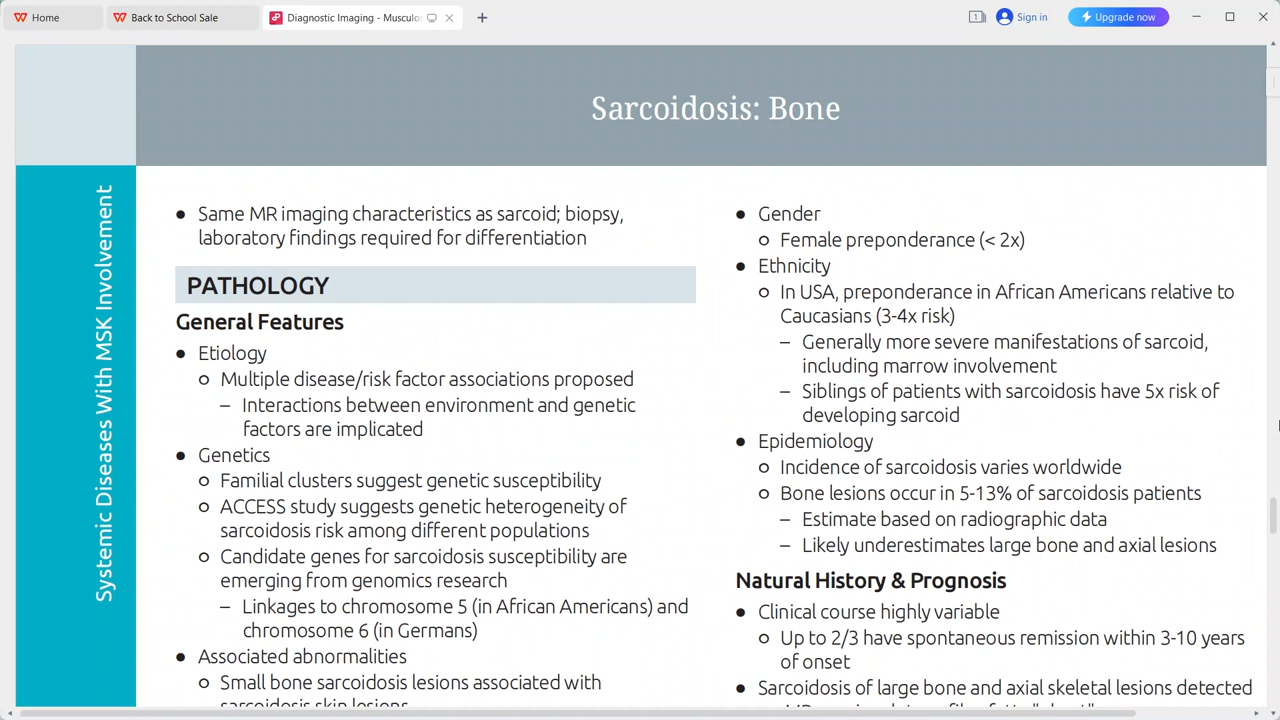 Home
Back to School Sale
Diagnostic Imaging - Musculo
1
Sign in
Upgrade now
Sarcoidosis: Bone
Systemic Diseases With MSK Involvement
● Same MR imaging characteristics as sarcoid; biopsy,
laboratory findings required for differentiation
PATHOLOGY
General Features
● Etiology
o Multiple disease/risk factor associations proposed
– Interactions between environment and genetic
factors are implicated
● Genetics
o Familial clusters suggest genetic susceptibility
o ACCESS study suggests genetic heterogeneity of
sarcoidosis risk among different populations
o Candidate genes for sarcoidosis susceptibility are
emerging from genomics research
– Linkages to chromosome 5 (in African Americans) and
chromosome 6 (in Germans)
● Associated abnormalities
o Small bone sarcoidosis lesions associated with
sarcoidosis skin lesions
● Gender
o Female preponderance (< 2x)
● Ethnicity
o In USA, preponderance in African Americans relative to
Caucasians (3-4x risk)
– Generally more severe manifestations of sarcoid,
including marrow involvement
– Siblings of patients with sarcoidosis have 5x risk of
developing sarcoid
● Epidemiology
o Incidence of sarcoidosis varies worldwide
o Bone lesions occur in 5-13% of sarcoidosis patients
– Estimate based on radiographic data
– Likely underestimates large bone and axial lesions
Natural History & Prognosis
● Clinical course highly variable
o Up to 2/3 have spontaneous remission within 3-10 years
of onset
● Sarcoidosis of large bone and axial skeletal lesions detected